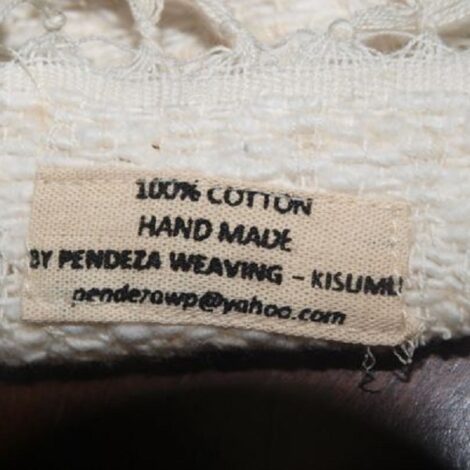 100% COTTON
HAND MADE
BY PENDEZA WEAVING – KISUMU
pendezawp@yahoo.com